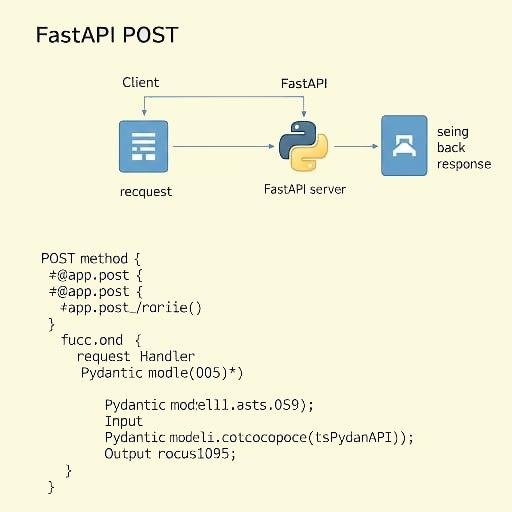 FastAPI POST
Client
FastAPI
recquest
FastAPI server
seing
back
response
POST method {
+@app.post {
+@app.post {
+app.post_/rorıie()
}
fucc.ond {
request Handler
Pydantic modle(005)*)
Pydantic modell1.asts.0S9);
Input
Pydantic modeli.cotcocopoce(tsPydanAPI));
Output rocus1095;
}
}